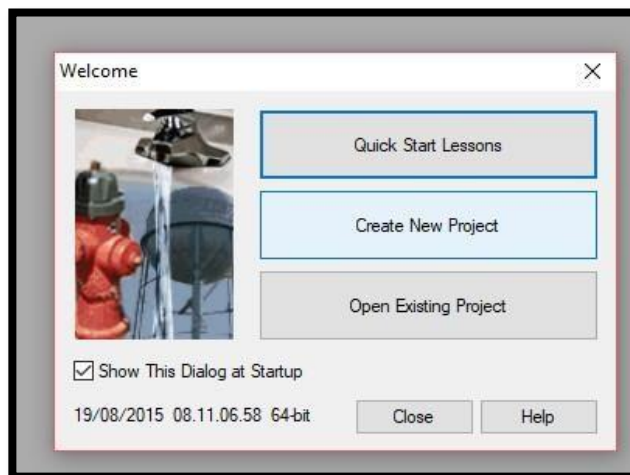 Welcome
Quick Start Lessons
Create New Project
Open Existing Project
Show This Dialog at Startup
19/08/2015 08.11.06.58 64-bit
Close
Help